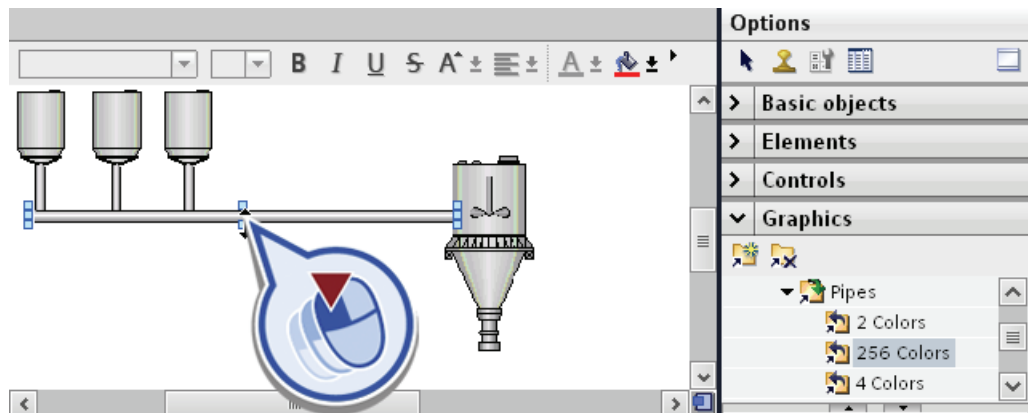 Options
B I U S A A
Basic objects
Elements
Controls
Graphics
Pipes
2 Colors
256 Colors
4 Colors